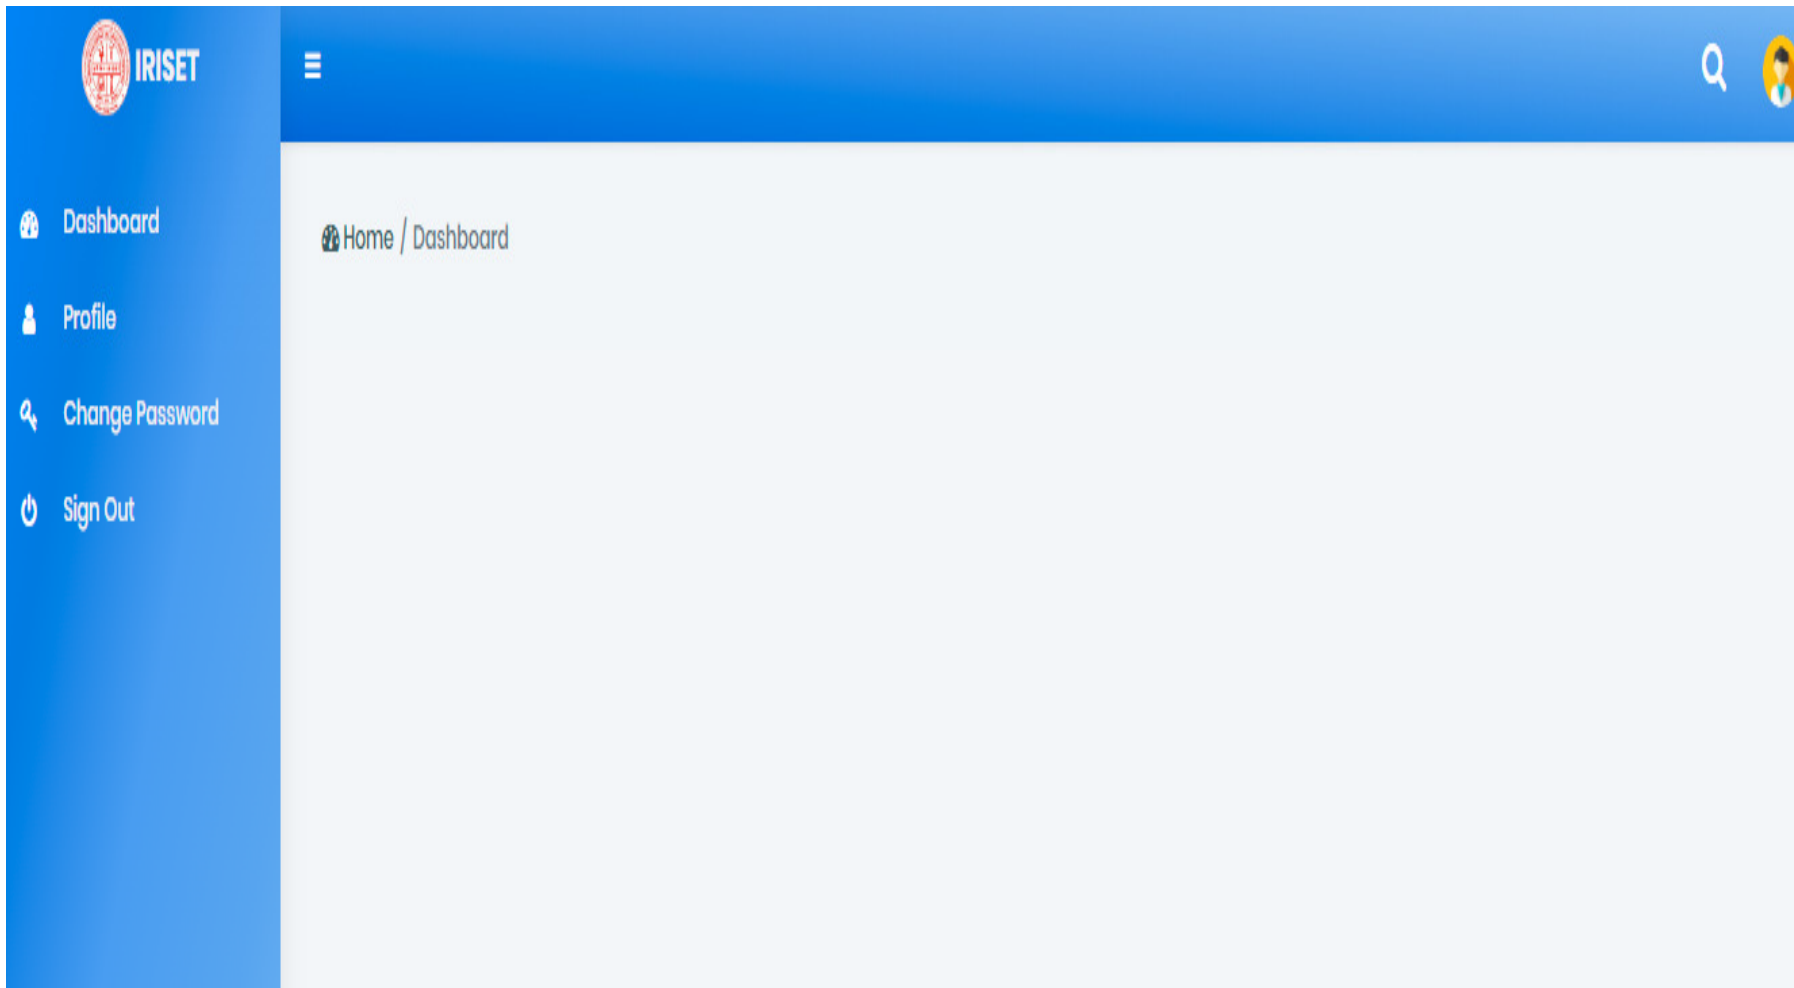 IRISET
Dashboard
Profile
Change Password
Sign Out
Home / Dashboard